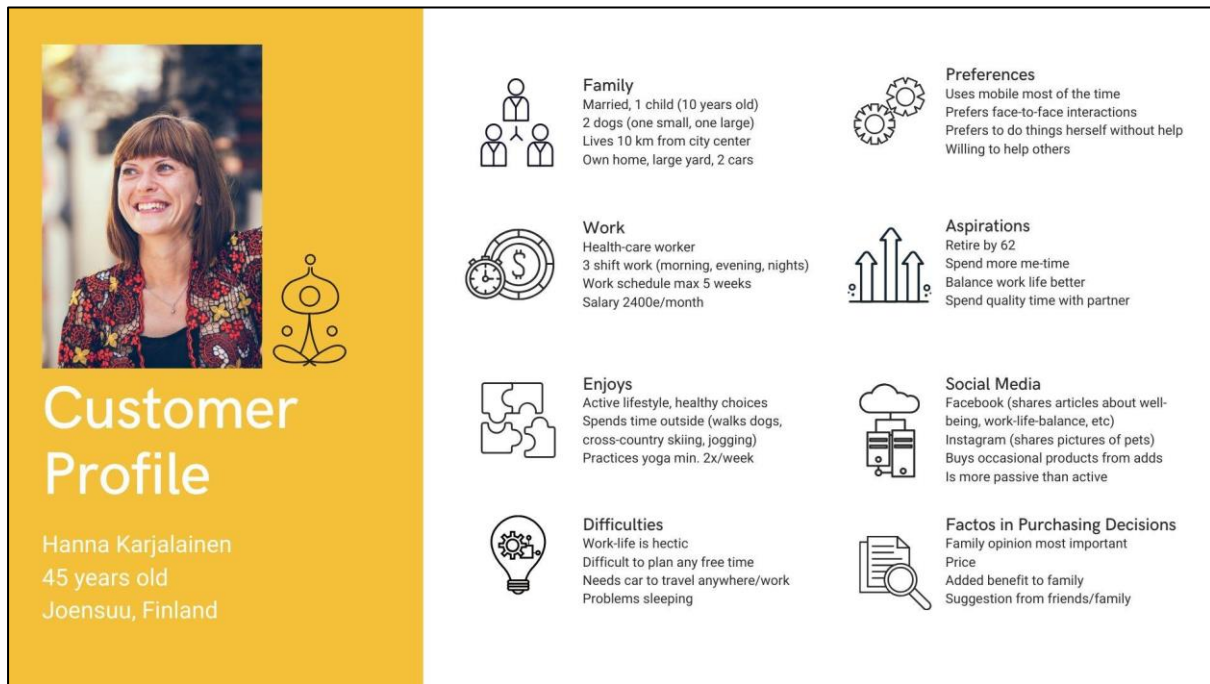 Customer
Profile
Hanna Karjalainen
45 years old
Joensuu, Finland
Family
Married, 1 child (10 years old)
2 dogs (one small, one large)
Lives 10 km from city center
Own home, large yard, 2 cars
Work
Health-care worker
3 shift work (morning, evening, nights)
Work schedule max 5 weeks
Salary 2400e/month
$
Enjoys
Active lifestyle, healthy choices
Spends time outside (walks dogs,
cross-country skiing, jogging)
Practices yoga min. 2x/week
Difficulties
Work-life is hectic
Difficult to plan any free time
Needs car to travel anywhere/work
Problems sleeping
Preferences
Uses mobile most of the time
Prefers face-to-face interactions
Prefers to do things herself without help
Willing to help others
Aspirations
Retire by 62
Spend more me-time
Balance work life better
Spend quality time with partner
Social Media
Facebook (shares articles about well-
being, work-life-balance, etc)
Instagram (shares pictures of pets)
Buys occasional products from adds
Is more passive than active
Factos in Purchasing Decisions
Family opinion most important
Price
Added benefit to family
Suggestion from friends/family